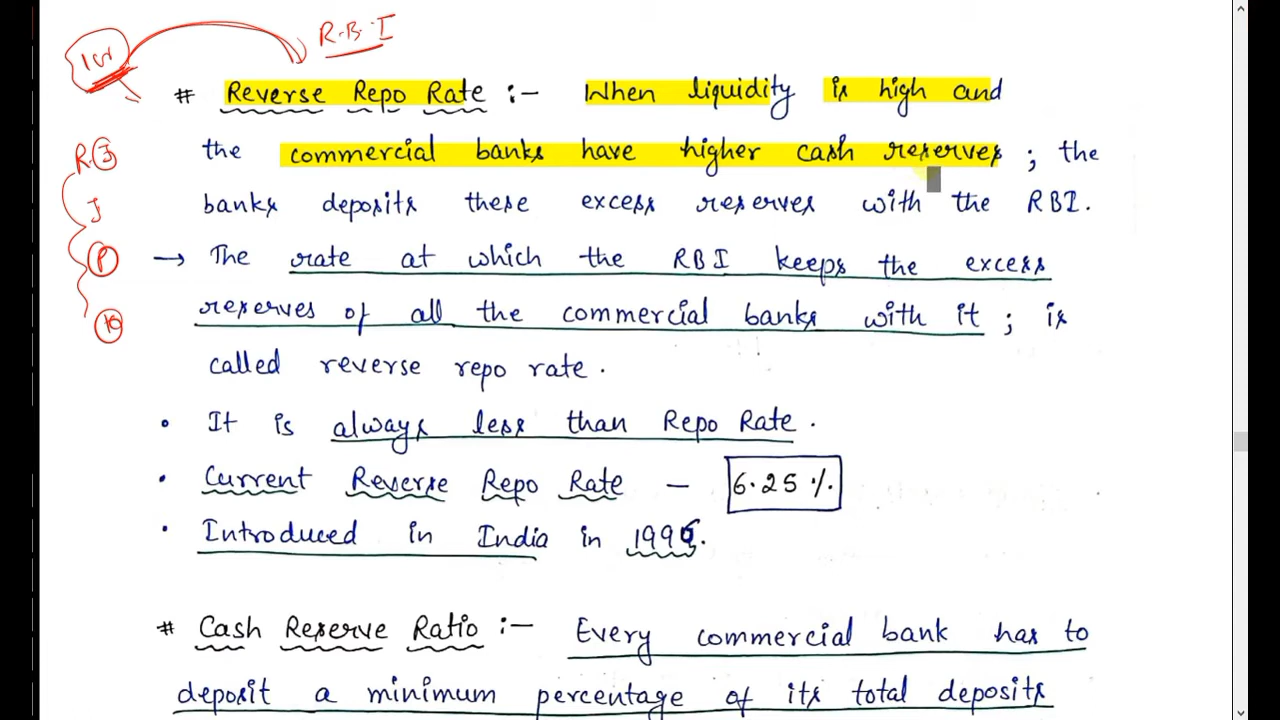 R.B.I
# Reverse Repo Rate :- When liquidity is high and
the commercial banks have higher cash reserves ; the
banks deposits these excess reserves with the RBI.
→ The rate at which the RBI keeps the excess
reserves of all the commercial banks with it ; is
called reverse repo rate.
• It is always less than Repo Rate .
• Current Reverse Repo Rate – 6.25 %
• Introduced in India in 1996.
# Cash Reserve Ratio :- Every commercial bank has to
deposit a minimum percentage of its total deposits